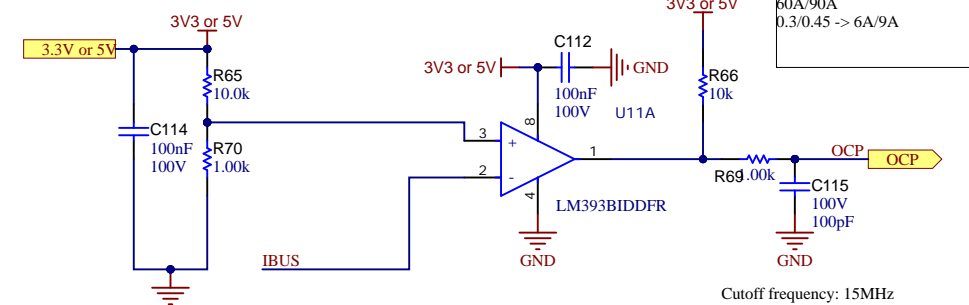 3V3 or 5V
60A/90A
0.3/0.45 -> 6A/9A
3V3 or 5V
3.3V or 5V
C112
3V3 or 5V
GND
R65
10.0k
R66
10k
100nF
100V
U11A
8
C114
100nF
100V
R70
1.00k
3
+
2
-
1
4
LM393BIDDFR
R69
1.00k
OCP
OCP
C115
100V
100pF
IBUS
GND
GND
Cutoff frequency: 15MHz